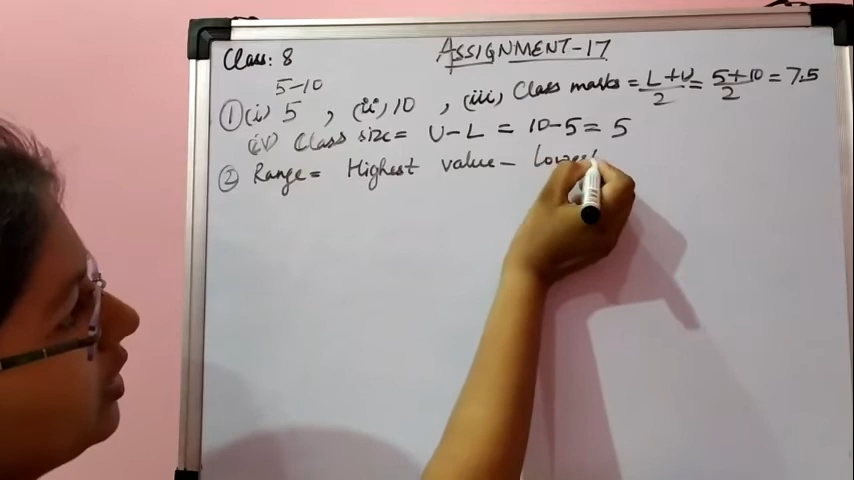 Class: 8
ASSIGNMENT-17
5-10
① (i) 5 , (ii) 10 , (iii) Class marks = L+U/2 = 5+10/2 = 7.5
(iv) Class size = U-L = 10-5 = 5
② Range = Highest value - Lowest